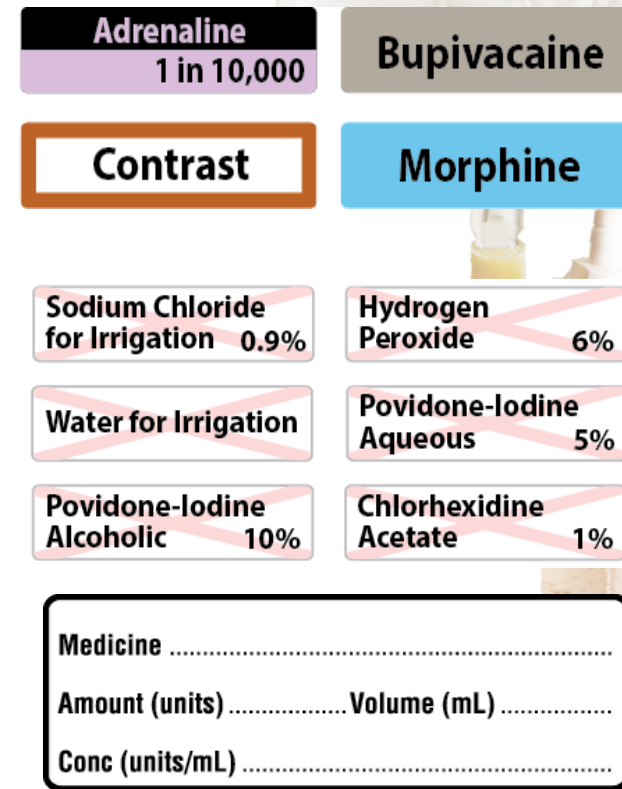 Adrenaline
1 in 10,000
Bupivacaine
Contrast
Morphine
Sodium Chloride
for Irrigation 0.9%
Hydrogen
Peroxide 6%
Water for Irrigation
Povidone-Iodine
Aqueous 5%
Povidone-Iodine
Alcoholic 10%
Chlorhexidine
Acetate 1%
Medicine ............................................................
Amount (units) .................. Volume (mL) .................
Conc (units/mL) ..................................................